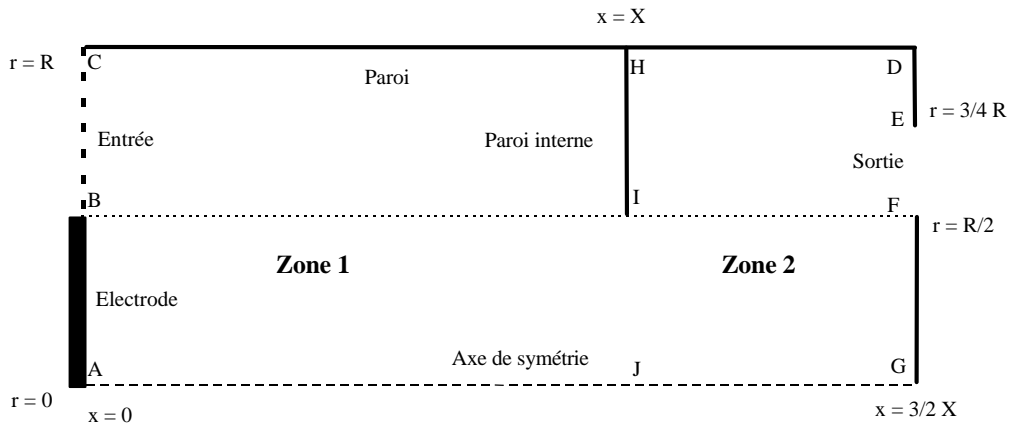 x = X
r = R
C
H
D
Paroi
E
r = 3/4 R
Entrée
Paroi interne
Sortie
B
I
F
r = R/2
Zone 1
Zone 2
Electrode
Axe de symétrie
A
J
G
r = 0
x = 0
x = 3/2 X